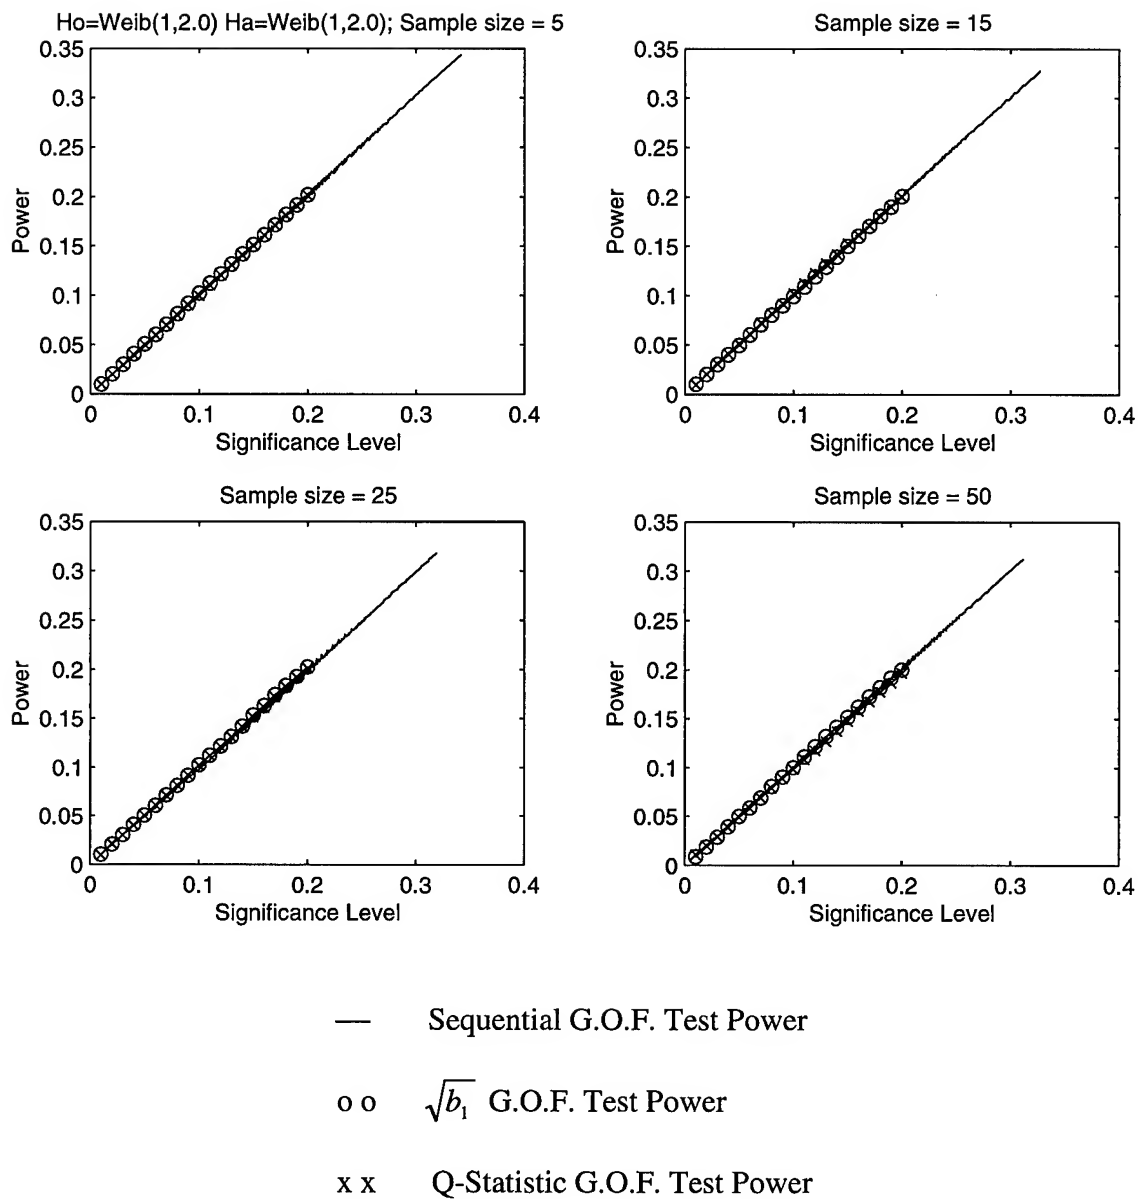 Ho=Weib(1,2.0) Ha=Weib(1,2.0); Sample size = 5
0.35
0.3
0.25
0.2
0.15
0.1
0.05
0
Power
0 0.1 0.2 0.3 0.4
Significance Level
Sample size = 15
0.35
0.3
0.25
0.2
0.15
0.1
0.05
0
Power
0 0.1 0.2 0.3 0.4
Significance Level
Sample size = 25
0.35
0.3
0.25
0.2
0.15
0.1
0.05
0
Power
0 0.1 0.2 0.3 0.4
Significance Level
Sample size = 50
0.35
0.3
0.25
0.2
0.15
0.1
0.05
0
Power
0 0.1 0.2 0.3 0.4
Significance Level
— Sequential G.O.F. Test Power
o o √b₁ G.O.F. Test Power
x x Q-Statistic G.O.F. Test Power